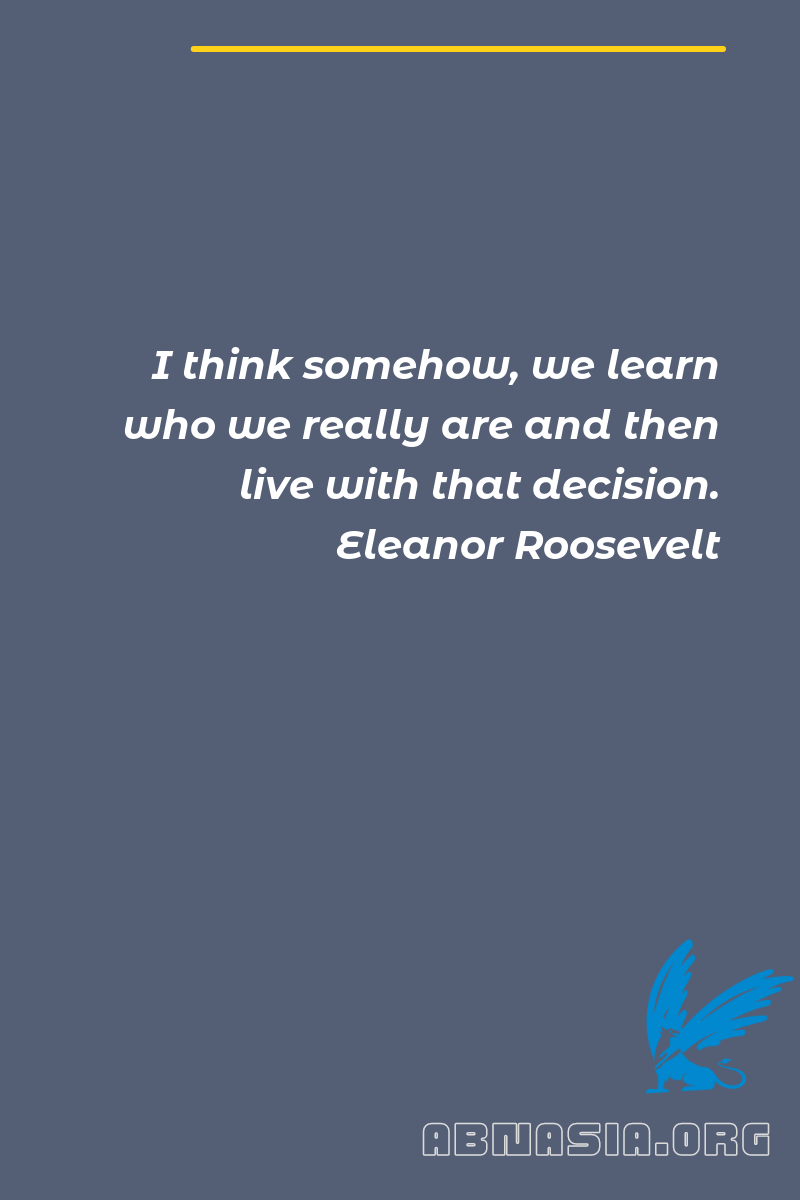 I think somehow, we learn
who we really are and then
live with that decision.
Eleanor Roosevelt
ABNASIA.ORG